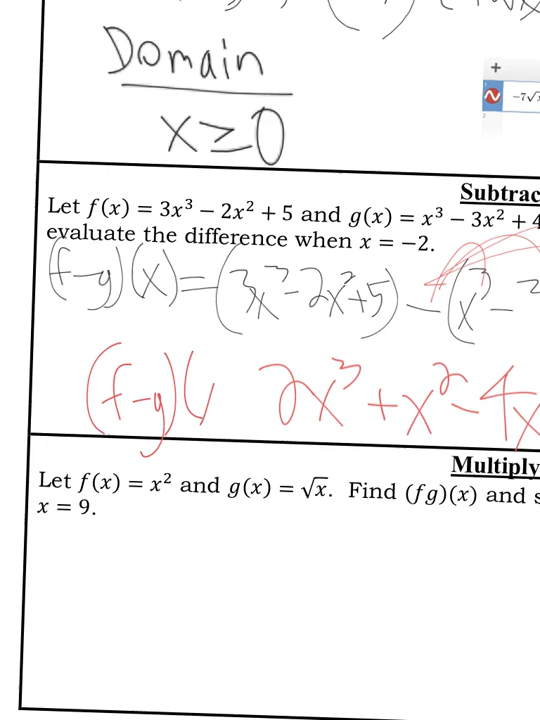 Domain
x ≥ 0
+
-7√
Subtrac
Let f(x) = 3x³ − 2x² + 5 and g(x) = x³ − 3x² + 4
evaluate the difference when x = −2.
(f-g)(x) = (3x³-2x²+5) - (x³ -
(f-g)( 2x³ + x² - 4x
Multiply
Let f(x) = x² and g(x) = √x. Find (fg)(x) and s
x = 9.